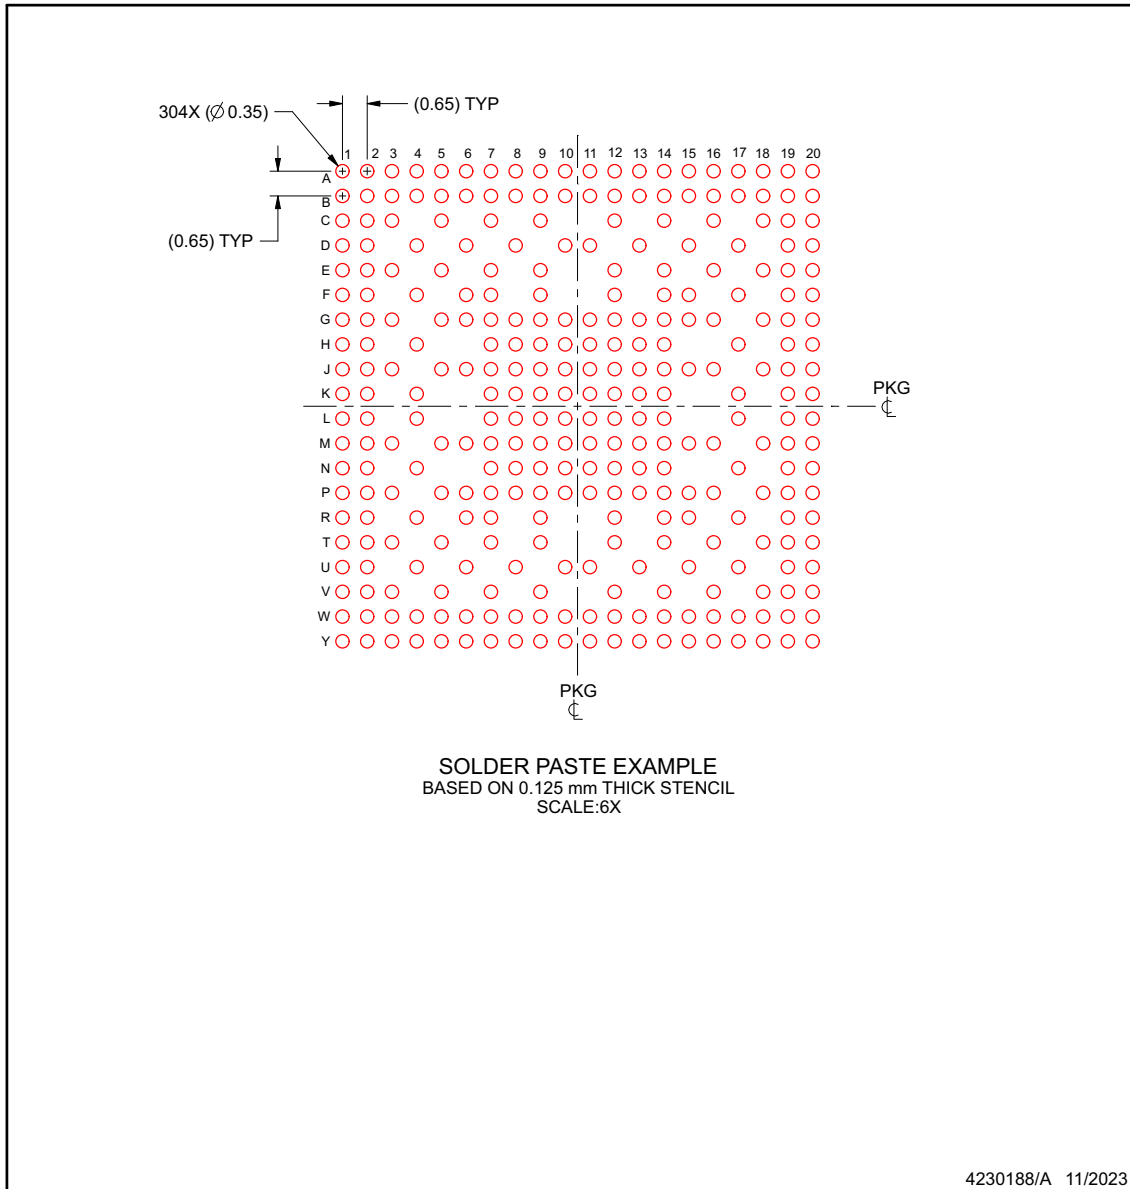 304X (∅ 0.35)
(0.65) TYP
1 2 3 4 5 6 7 8 9 10 11 12 13 14 15 16 17 18 19 20
A
B
C
(0.65) TYP
D
E
F
G
H
J
K
PKG
℄
L
M
N
P
R
T
U
V
W
Y
PKG
℄
SOLDER PASTE EXAMPLE
BASED ON 0.125 mm THICK STENCIL
SCALE:6X
4230188/A 11/2023